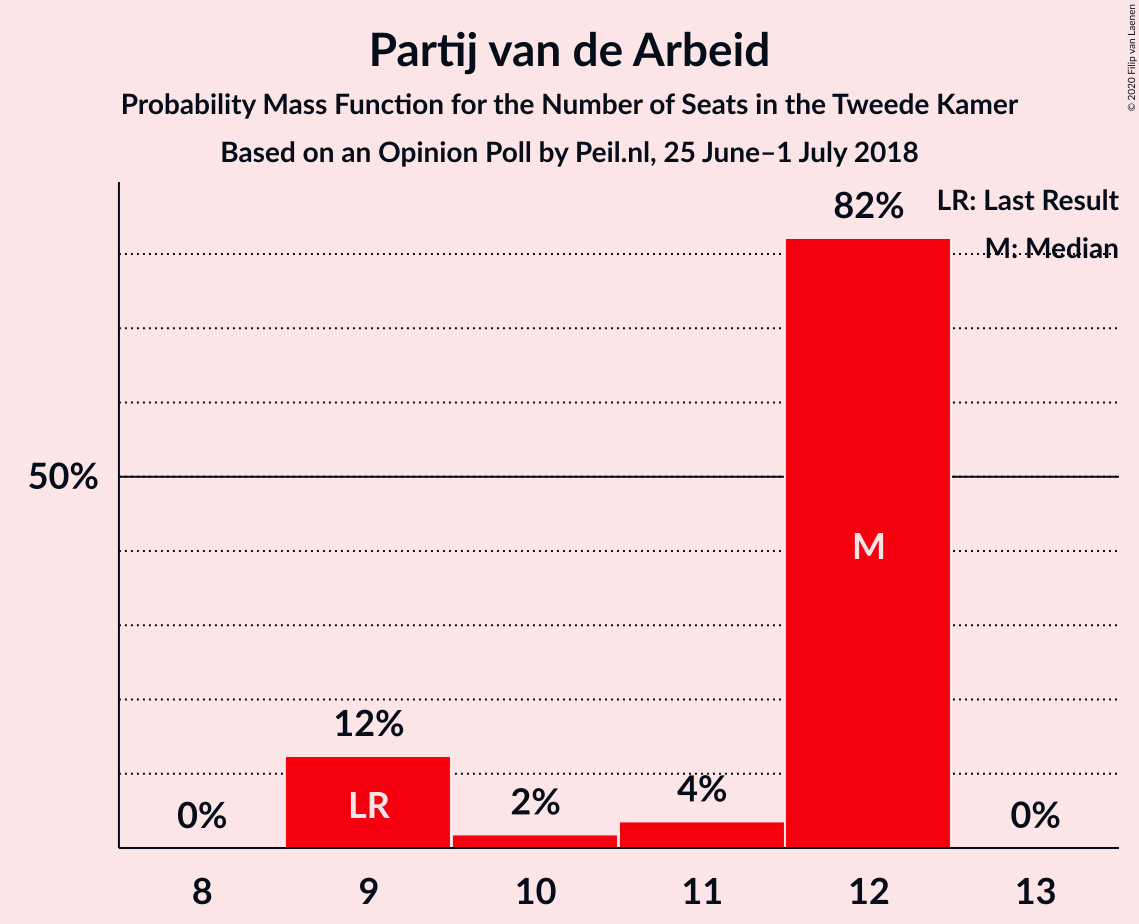 Partij van de Arbeid
Probability Mass Function for the Number of Seats in the Tweede Kamer
Based on an Opinion Poll by Peil.nl, 25 June–1 July 2018
© 2020 Filip van Laenen
LR: Last Result
M: Median
82%
50%
M
12%
LR
0%
2%
4%
0%
8 9 10 11 12 13